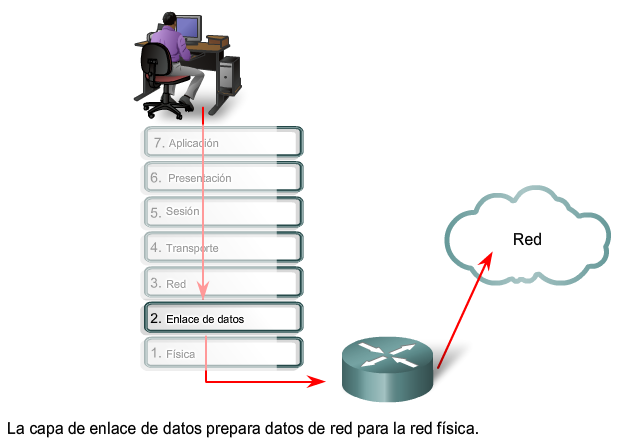 7. Aplicación
6. Presentación
5. Sesión
4. Transporte
3. Red
2. Enlace de datos
1. Física
Red
La capa de enlace de datos prepara datos de red para la red física.